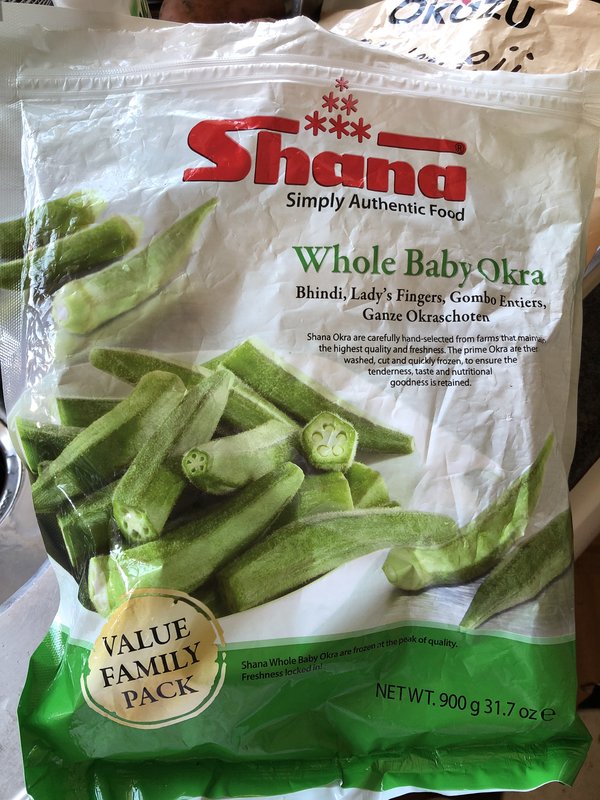 OKAZU
Shana®
Simply Authentic Food
Whole Baby Okra
Bhindi, Lady's Fingers, Gombo Entiers,
Ganze Okraschoten
Shana Okra are carefully hand-selected from farms that maintain
the highest quality and freshness. The prime Okra are then
washed, cut and quickly frozen, to ensure the
tenderness, taste and nutritional
goodness is retained.
VALUE
FAMILY
PACK
Shana Whole Baby Okra are frozen at the peak of quality.
Freshness locked in!
NET WT. 900 g 31.7 oz ℮